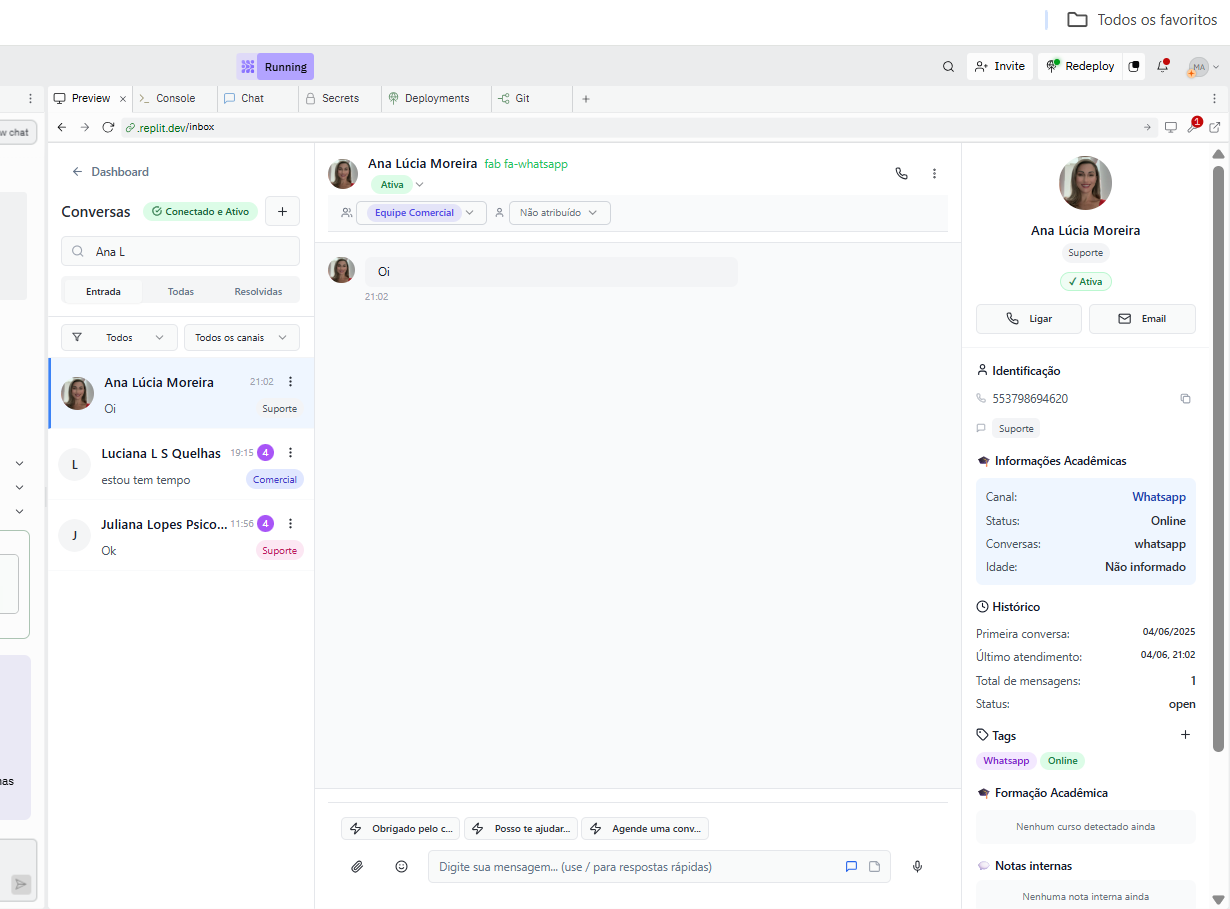 Todos os favoritos
Running
Invite
Redeploy
MA
Preview
Console
Chat
Secrets
Deployments
Git
w chat
.replit.dev/inbox
1
Dashboard
Conversas
Conectado e Ativo
Ana L
Entrada
Todas
Resolvidas
Todos
Todos os canais
Ana Lúcia Moreira
21:02
Oi
Suporte
Luciana L S Quelhas
19:15
4
estou tem tempo
Comercial
Juliana Lopes Psico...
11:56
4
Ok
Suporte
nas
Ana Lúcia Moreira
fab fa-whatsapp
Ativa
Equipe Comercial
Não atribuído
Oi
21:02
Obrigado pelo c...
Posso te ajudar...
Agende uma conv...
Digite sua mensagem... (use / para respostas rápidas)
Ana Lúcia Moreira
Suporte
✓ Ativa
Ligar
Email
Identificação
553798694620
Suporte
Informações Acadêmicas
Canal: Whatsapp
Status: Online
Conversas: whatsapp
Idade: Não informado
Histórico
Primeira conversa: 04/06/2025
Último atendimento: 04/06, 21:02
Total de mensagens: 1
Status: open
Tags
Whatsapp
Online
Formação Acadêmica
Nenhum curso detectado ainda
Notas internas
Nenhuma nota interna ainda